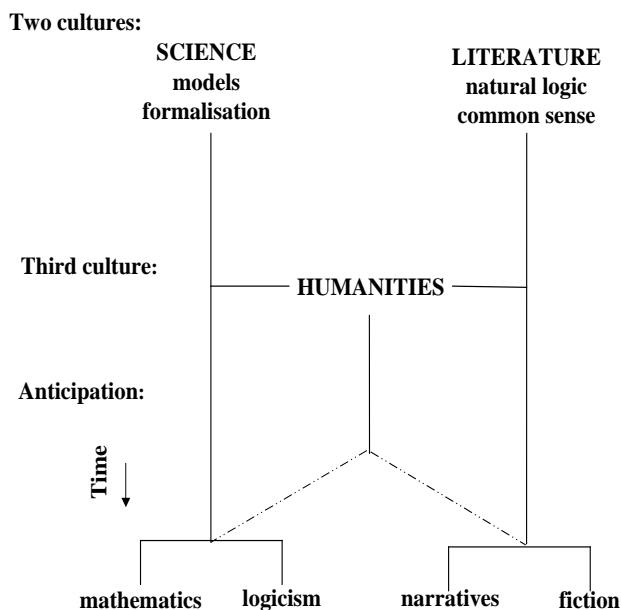 Two cultures:
SCIENCE
models
formalisation
LITERATURE
natural logic
common sense
Third culture:
HUMANITIES
Anticipation:
Time
mathematics
logicism
narratives
fiction